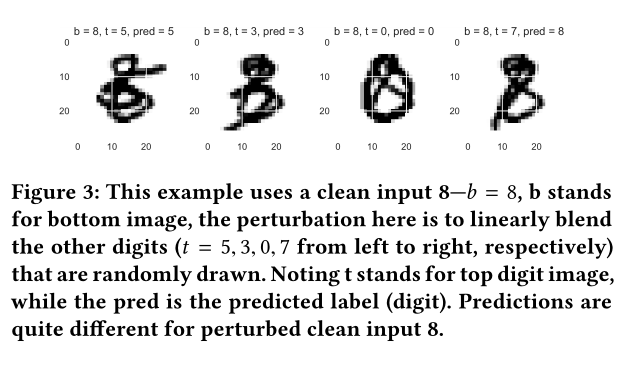 b = 8, t = 5, pred = 5 b = 8, t = 3, pred = 3 b = 8, t = 0, pred = 0 b = 8, t = 7, pred = 8
0 0 0 0
10 10 10 10
20 20 20 20
0 10 20 0 10 20 0 10 20 0 10 20
Figure 3: This example uses a clean input 8—b = 8, b stands
for bottom image, the perturbation here is to linearly blend
the other digits (t = 5, 3, 0, 7 from left to right, respectively)
that are randomly drawn. Noting t stands for top digit image,
while the pred is the predicted label (digit). Predictions are
quite different for perturbed clean input 8.